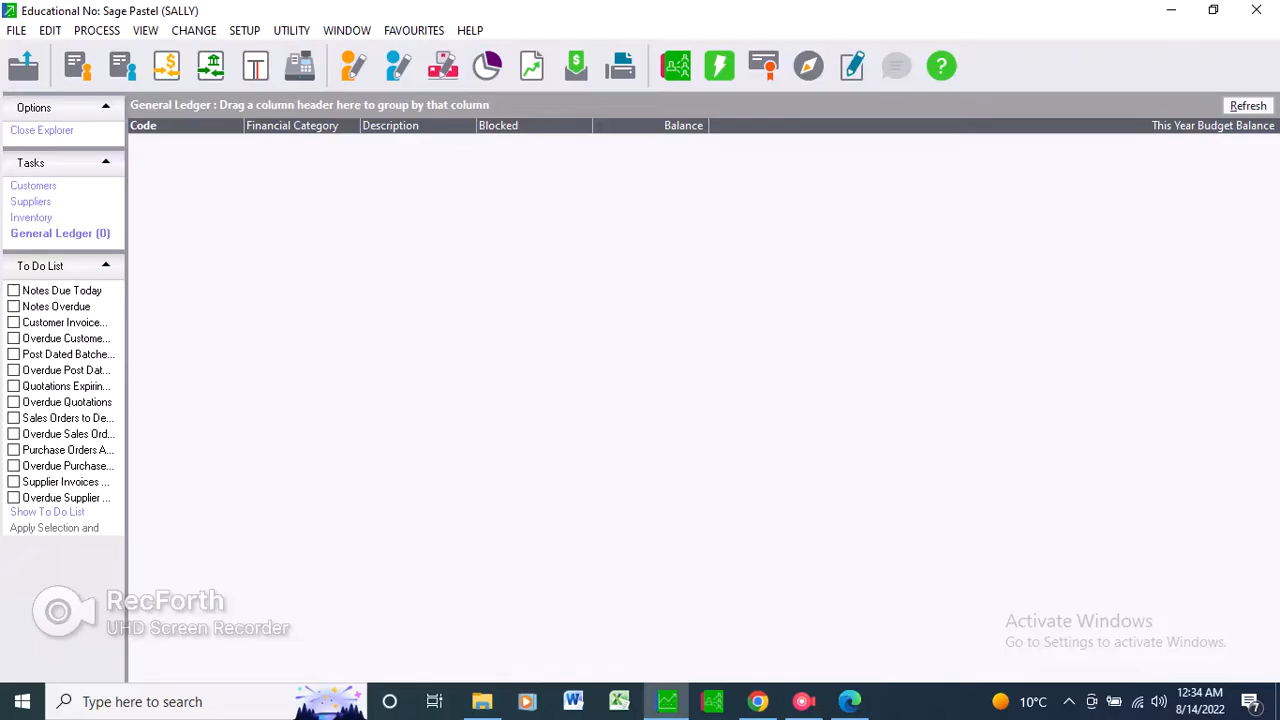 Educational No: Sage Pastel (SALLY)
FILE EDIT PROCESS VIEW CHANGE SETUP UTILITY WINDOW FAVOURITES HELP
Options
Close Explorer
Tasks
Customers
Suppliers
Inventory
General Ledger (0)
To Do List
Notes Due Today
Notes Overdue
Customer Invoice...
Overdue Custome...
Post Dated Batche...
Overdue Post Dat...
Quotations Expirin...
Overdue Quotations
Sales Orders to De...
Overdue Sales Ord...
Purchase Orders A...
Overdue Purchase...
Supplier Invoices ...
Overdue Supplier ...
Show To Do List
Apply Selection and
General Ledger : Drag a column header here to group by that column
Refresh
Code Financial Category Description Blocked Balance This Year Budget Balance
RecForth
UHD Screen Recorder
Activate Windows
Go to Settings to activate Windows.
Type here to search
10°C
12:34 AM
8/14/2022
7